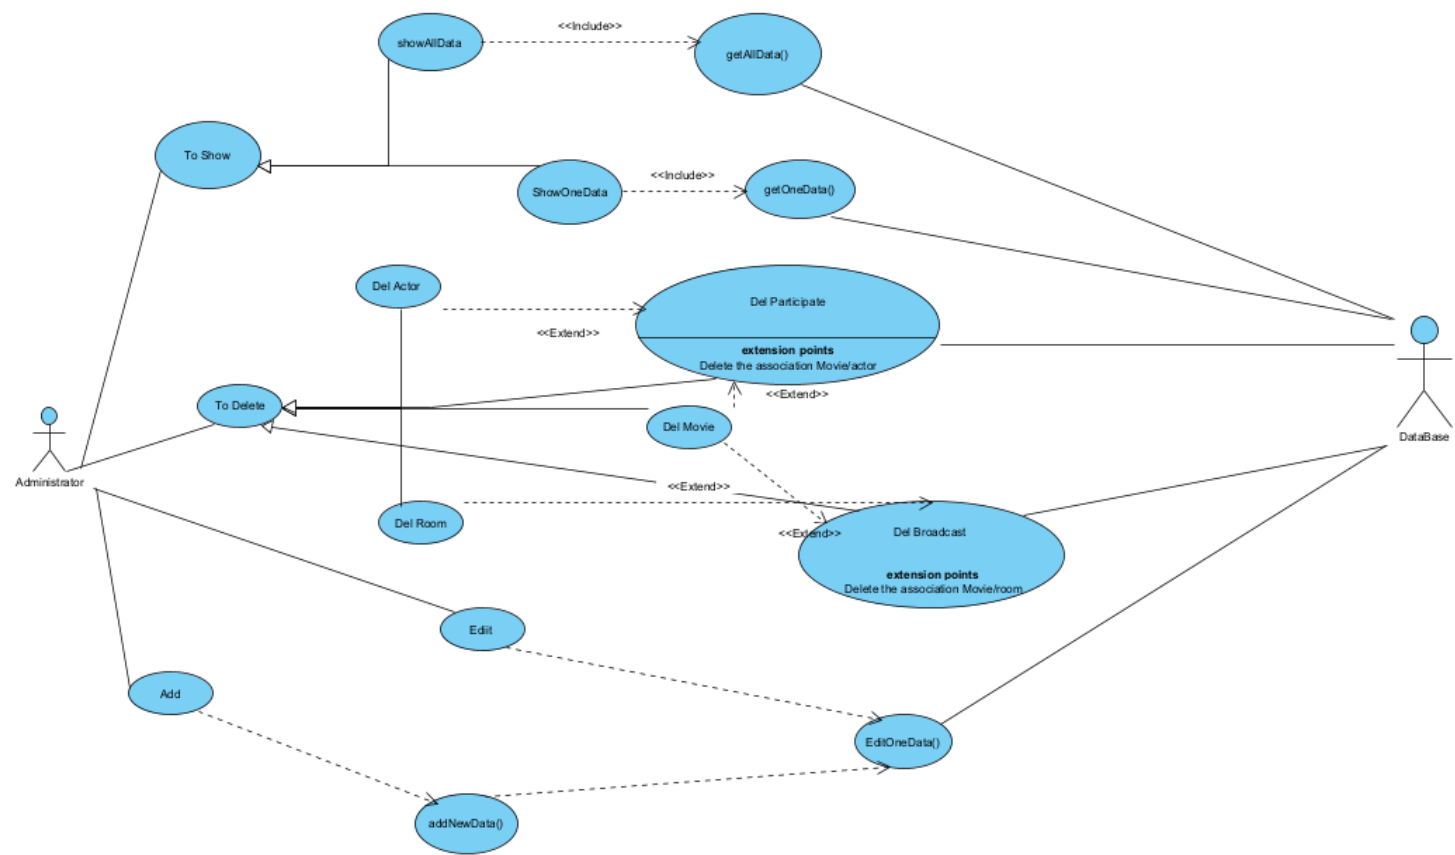 <<Include>>
showAllData
getAllData()
To Show
<<Include>>
ShowOneData
getOneData()
Del Actor
Del Participate
<<Extend>>
extension points
Delete the association Movie/actor
<<Extend>>
To Delete
Del Movie
DataBase
Administrator
<<Extend>>
Del Room
<<Extend>>
Del Broadcast
extension points
Delete the association Movie/room
Ediit
Add
EditOneData()
addNewData()